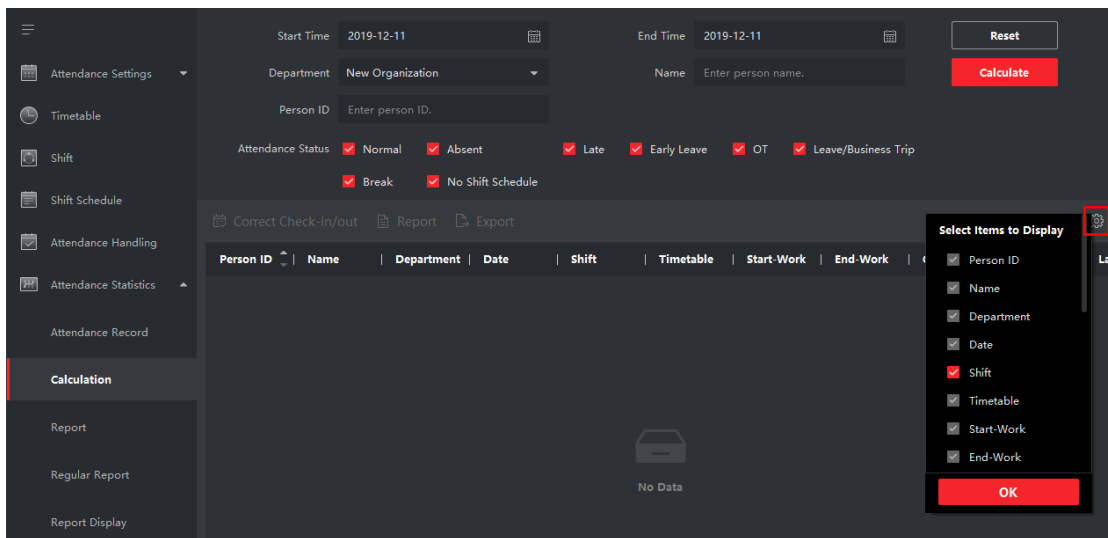 Start Time 2019-12-11 End Time 2019-12-11 Reset
Attendance Settings Department New Organization Name Enter person name. Calculate
Timetable Person ID Enter person ID.
Shift Attendance Status Normal Absent Late Early Leave OT Leave/Business Trip
Shift Schedule Break No Shift Schedule
Correct Check-in/out Report Export
Attendance Handling
Person ID Name Department Date Shift Timetable Start-Work End-Work
Attendance Statistics
Attendance Record
Calculation
Report
Regular Report
Report Display
No Data
Select Items to Display
Person ID
Name
Department
Date
Shift
Timetable
Start-Work
End-Work
OK